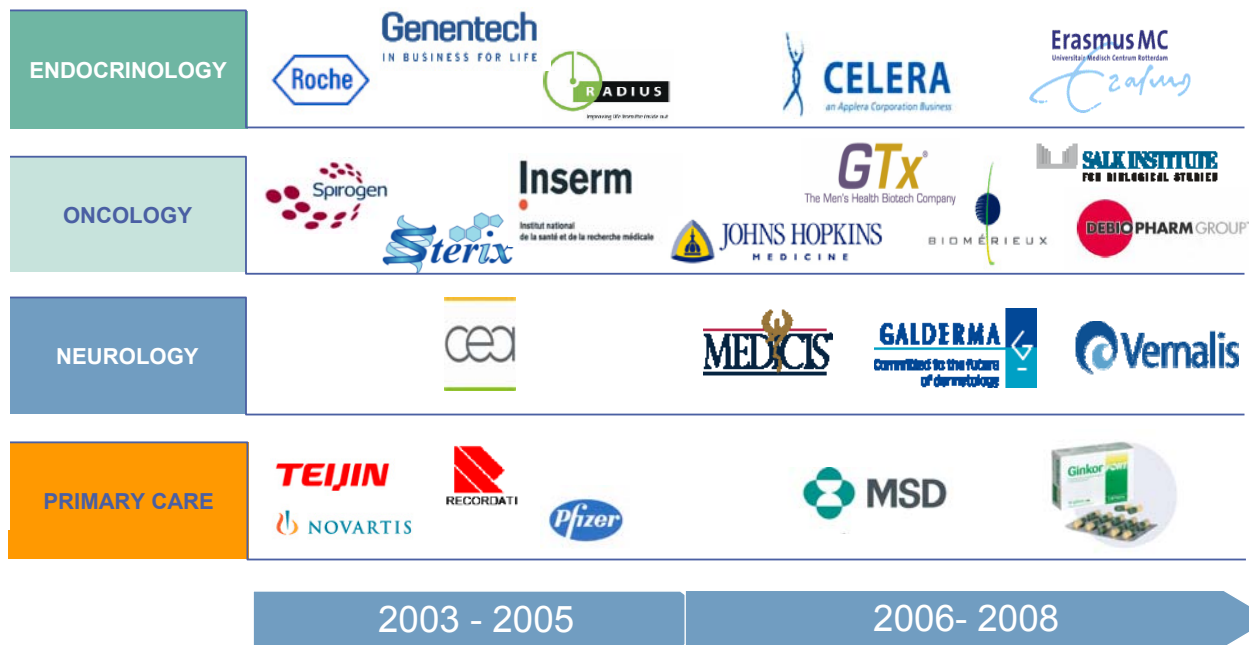 ENDOCRINOLOGY
Roche
Genentech
IN BUSINESS FOR LIFE
RADIUS
CELERA
an Applera Corporation Business
Erasmus MC
Universitair Medisch Centrum Rotterdam
Erasmus
ONCOLOGY
Spirogen
Sterix
Inserm
Institut national
de la santé et de la recherche médicale
GTx®
The Men's Health Biotech Company
JOHNS HOPKINS
MEDICINE
BIOMÉRIEUX
SALK INSTITUTE
FOR BIOLOGICAL STUDIES
DEBIOPHARM GROUP
NEUROLOGY
cea
MEDICIS
GALDERMA
Committed to the future
of dermatology
Vernalis
PRIMARY CARE
TEIJIN
NOVARTIS
RECORDATI
Pfizer
MSD
Ginkor FORT
2003 - 2005
2006- 2008